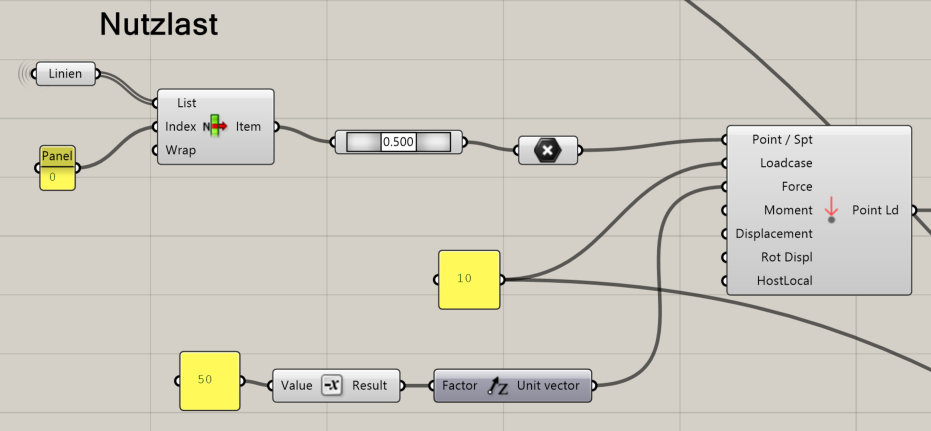 Nutzlast
Linien
List
Index N Item
Wrap
Panel
0
0.500
Point / Spt
Loadcase
Force
Moment Point Ld
Displacement
Rot Displ
HostLocal
10
50
Value -x Result
Factor Z Unit vector